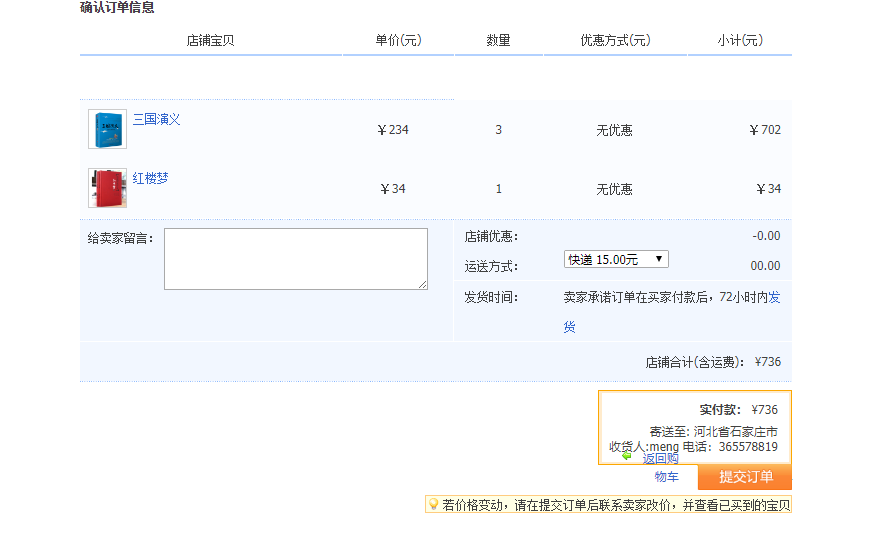 确认订单信息
店铺宝贝 单价(元) 数量 优惠方式(元) 小计(元)
三国演义 ￥234 3 无优惠 ￥702
红楼梦 ￥34 1 无优惠 ￥34
给卖家留言： 店铺优惠： -0.00
运送方式： 快递 15.00元 00.00
发货时间： 卖家承诺订单在买家付款后，72小时内发
货
店铺合计(含运费)： ¥736
实付款： ¥736
寄送至: 河北省石家庄市
收货人:meng 电话: 365578819
返回购
物车 提交订单
若价格变动，请在提交订单后联系卖家改价，并查看已买到的宝贝